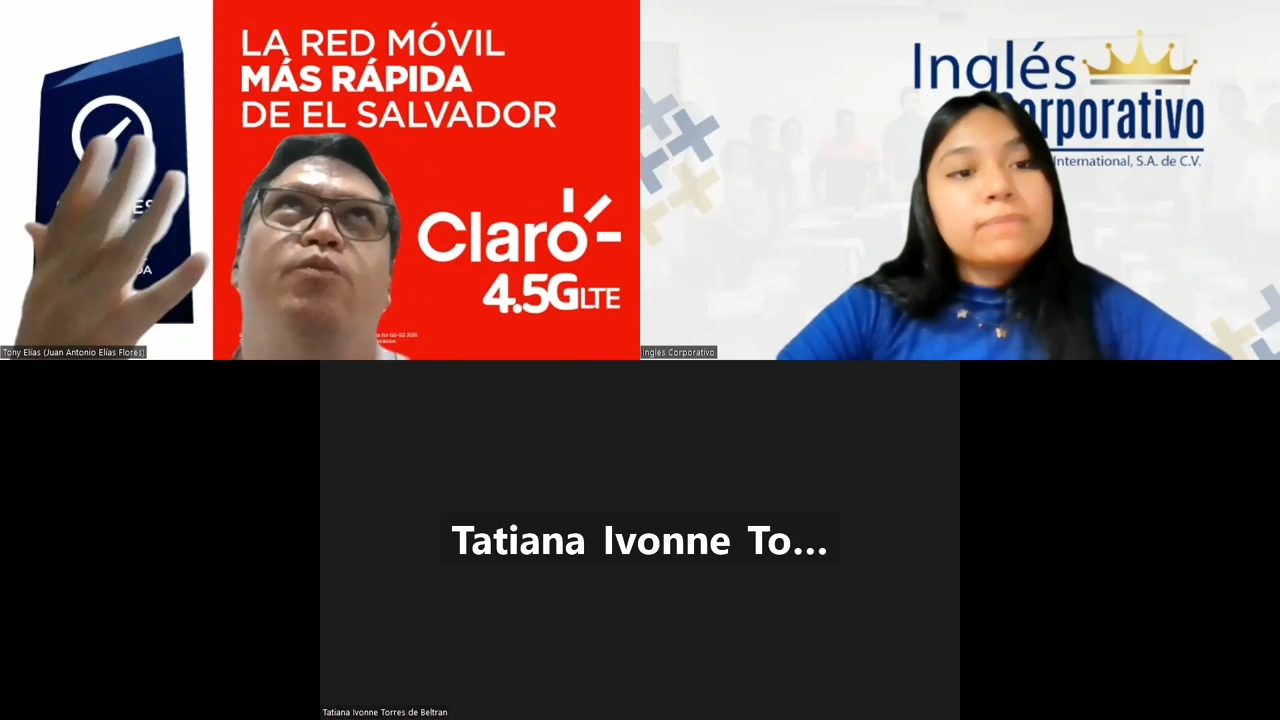 LA RED MÓVIL
MÁS RÁPIDA
DE EL SALVADOR
Claro
4.5G LTE
Tony Elías (Juan Antonio Elías Flores)
Inglés
orporativo
International, S.A. de C.V.
Ingles Corporativo
Tatiana Ivonne To...
Tatiana Ivonne Torres de Beltran